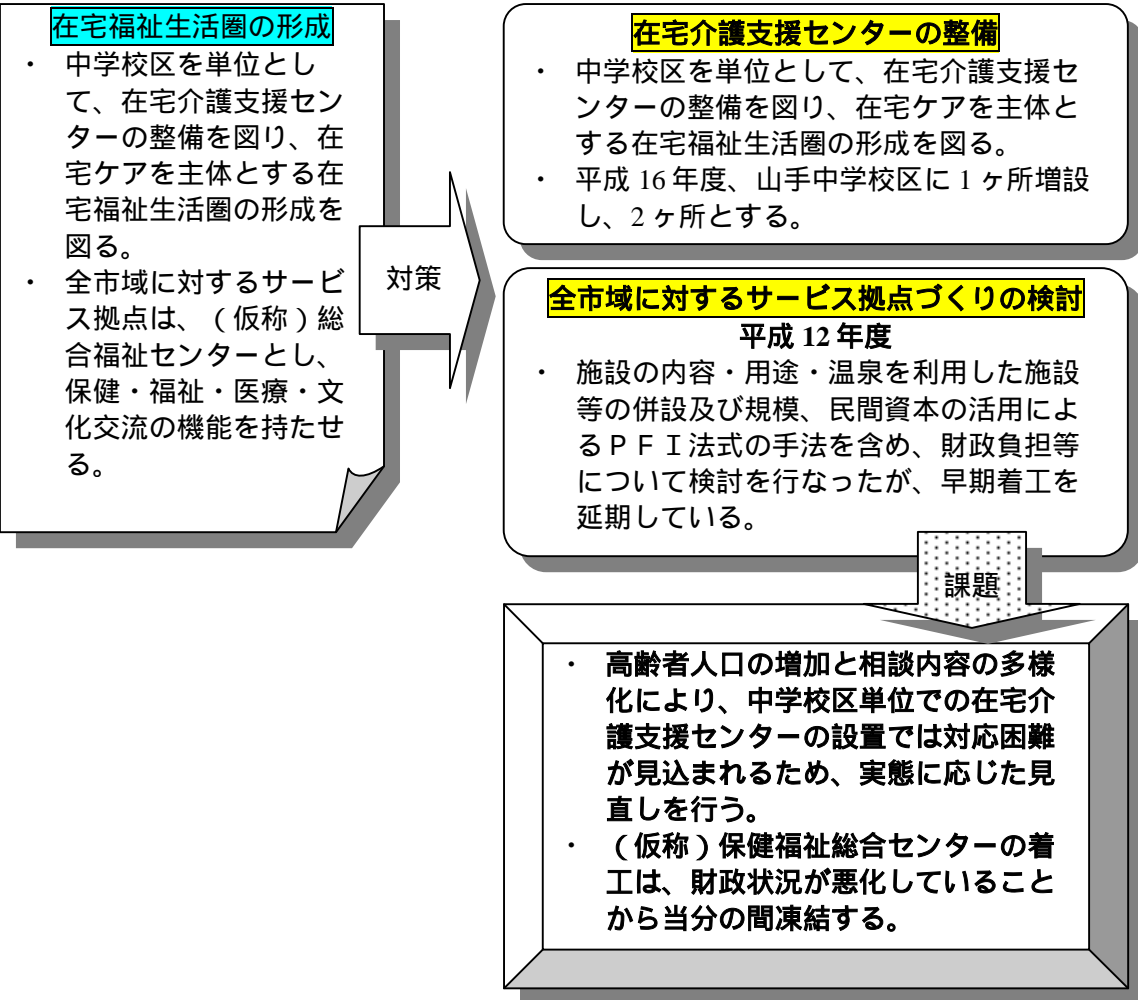 在宅福祉生活圏の形成
・ 中学校区を単位とし
て、在宅介護支援セン
ターの整備を図り、在
宅ケアを主体とする在
宅福祉生活圏の形成を
図る。
・ 全市域に対するサービ
ス拠点は、（仮称）総
合福祉センターとし、
保健・福祉・医療・文
化交流の機能を持たせ
る。
対策
在宅介護支援センターの整備
・ 中学校区を単位として、在宅介護支援セ
ンターの整備を図り、在宅ケアを主体と
する在宅福祉生活圏の形成を図る。
・ 平成 16 年度、山手中学校区に 1 ヶ所増設
し、2 ヶ所とする。
全市域に対するサービス拠点づくりの検討
平成 12 年度
・ 施設の内容・用途・温泉を利用した施設
等の併設及び規模、民間資本の活用によ
るＰＦＩ法式の手法を含め、財政負担等
について検討を行なったが、早期着工を
延期している。
課題
・ 高齢者人口の増加と相談内容の多様
化により、中学校区単位での在宅介
護支援センターの設置では対応困難
が見込まれるため、実態に応じた見
直しを行う。
・ （仮称）保健福祉総合センターの着
工は、財政状況が悪化していること
から当分の間凍結する。